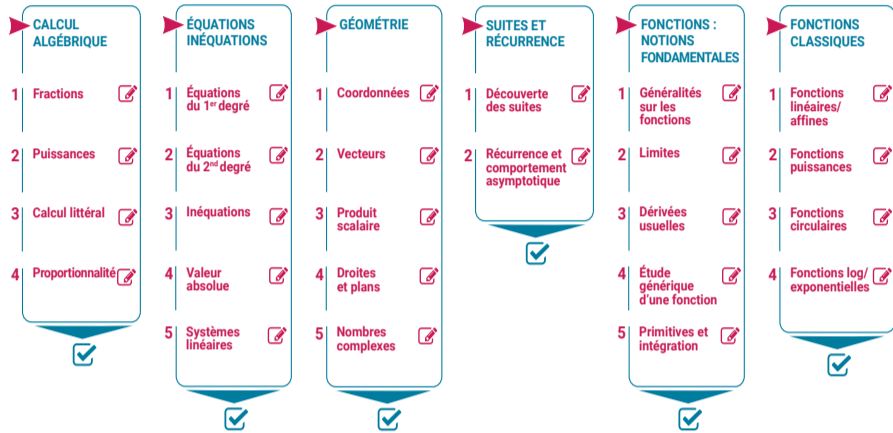 CALCUL
ALGÉBRIQUE
1 Fractions
2 Puissances
3 Calcul littéral
4 Proportionnalité
ÉQUATIONS
INÉQUATIONS
1 Équations
du 1er degré
2 Équations
du 2nd degré
3 Inéquations
4 Valeur
absolue
5 Systèmes
linéaires
GÉOMÉTRIE
1 Coordonnées
2 Vecteurs
3 Produit
scalaire
4 Droites
et plans
5 Nombres
complexes
SUITES ET
RÉCURRENCE
1 Découverte
des suites
2 Récurrence et
comportement
asymptotique
FONCTIONS :
NOTIONS
FONDAMENTALES
1 Généralités
sur les
fonctions
2 Limites
3 Dérivées
usuelles
4 Étude
générique
d'une fonction
5 Primitives et
intégration
FONCTIONS
CLASSIQUES
1 Fonctions
linéaires/
affines
2 Fonctions
puissances
3 Fonctions
circulaires
4 Fonctions log/
exponentielles